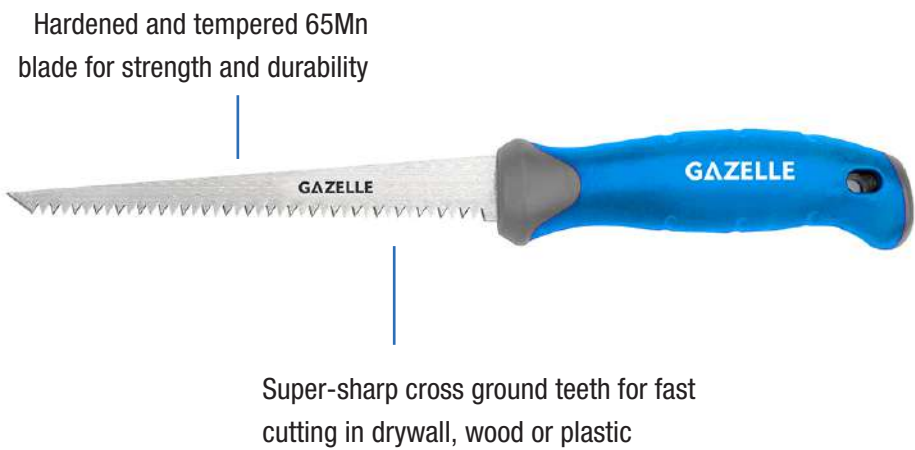 Hardened and tempered 65Mn
blade for strength and durability
GAZELLE
GAZELLE
Super-sharp cross ground teeth for fast
cutting in drywall, wood or plastic